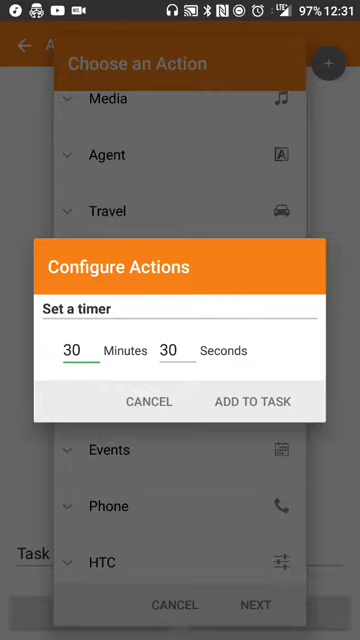 LTE 97% 12:31
A
Choose an Action
Media
Agent
A
Travel
Configure Actions
Set a timer
30 Minutes 30 Seconds
CANCEL ADD TO TASK
Events
Phone
Task
HTC
CANCEL NEXT